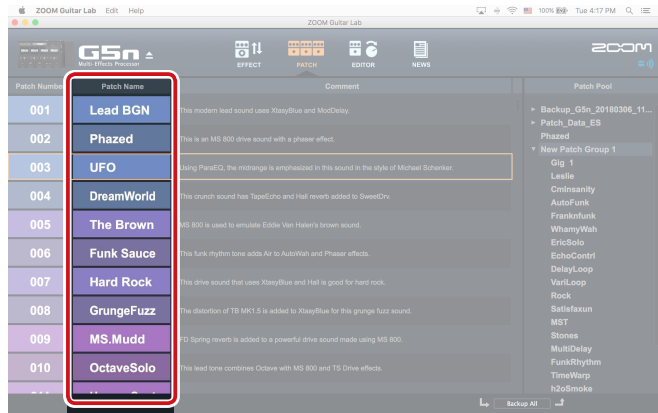 ZOOM Guitar Lab Edit Help 100% Tue 4:17 PM
ZOOM Guitar Lab
G5n
Multi-Effects Processor
EFFECT PATCH EDITOR NEWS
ZOOM
Patch Number Patch Name Comment Patch Pool
001 Lead BGN This modern lead sound uses XtasyBlue and ModDelay.
002 Phazed This is an MS 800 drive sound with a phaser effect.
003 UFO Using ParaEQ, the midrange is emphasized in this sound in the style of Michael Schenker.
004 DreamWorld This crunch sound has TapeEcho and Hall reverb added to SweetDrv.
005 The Brown MS 800 is used to emulate Eddie Van Halen's brown sound.
006 Funk Sauce This funk rhythm tone adds Air to AutoWah and Phaser effects.
007 Hard Rock This drive sound that uses XtasyBlue and Hall is good for hard rock.
008 GrungeFuzz The distortion of TB MK1.5 is added to XtasyBlue for this grunge fuzz sound.
009 MS.Mudd FD Spring reverb is added to a powerful drive sound made using MS 800.
010 OctaveSolo This lead tone combines Octave with MS 800 and TS Drive effects.
Backup_G5n_20180306_11...
Patch_Data_ES
Phazed
New Patch Group 1
Gig 1
Leslie
CmInsanity
AutoFunk
Franknfunk
WhamyWah
EricSolo
EchoContrl
DelayLoop
VariLoop
Rock
Satisfaxun
MST
Stones
MultiDelay
FunkRhythm
TimeWarp
h2oSmoke
Backup All